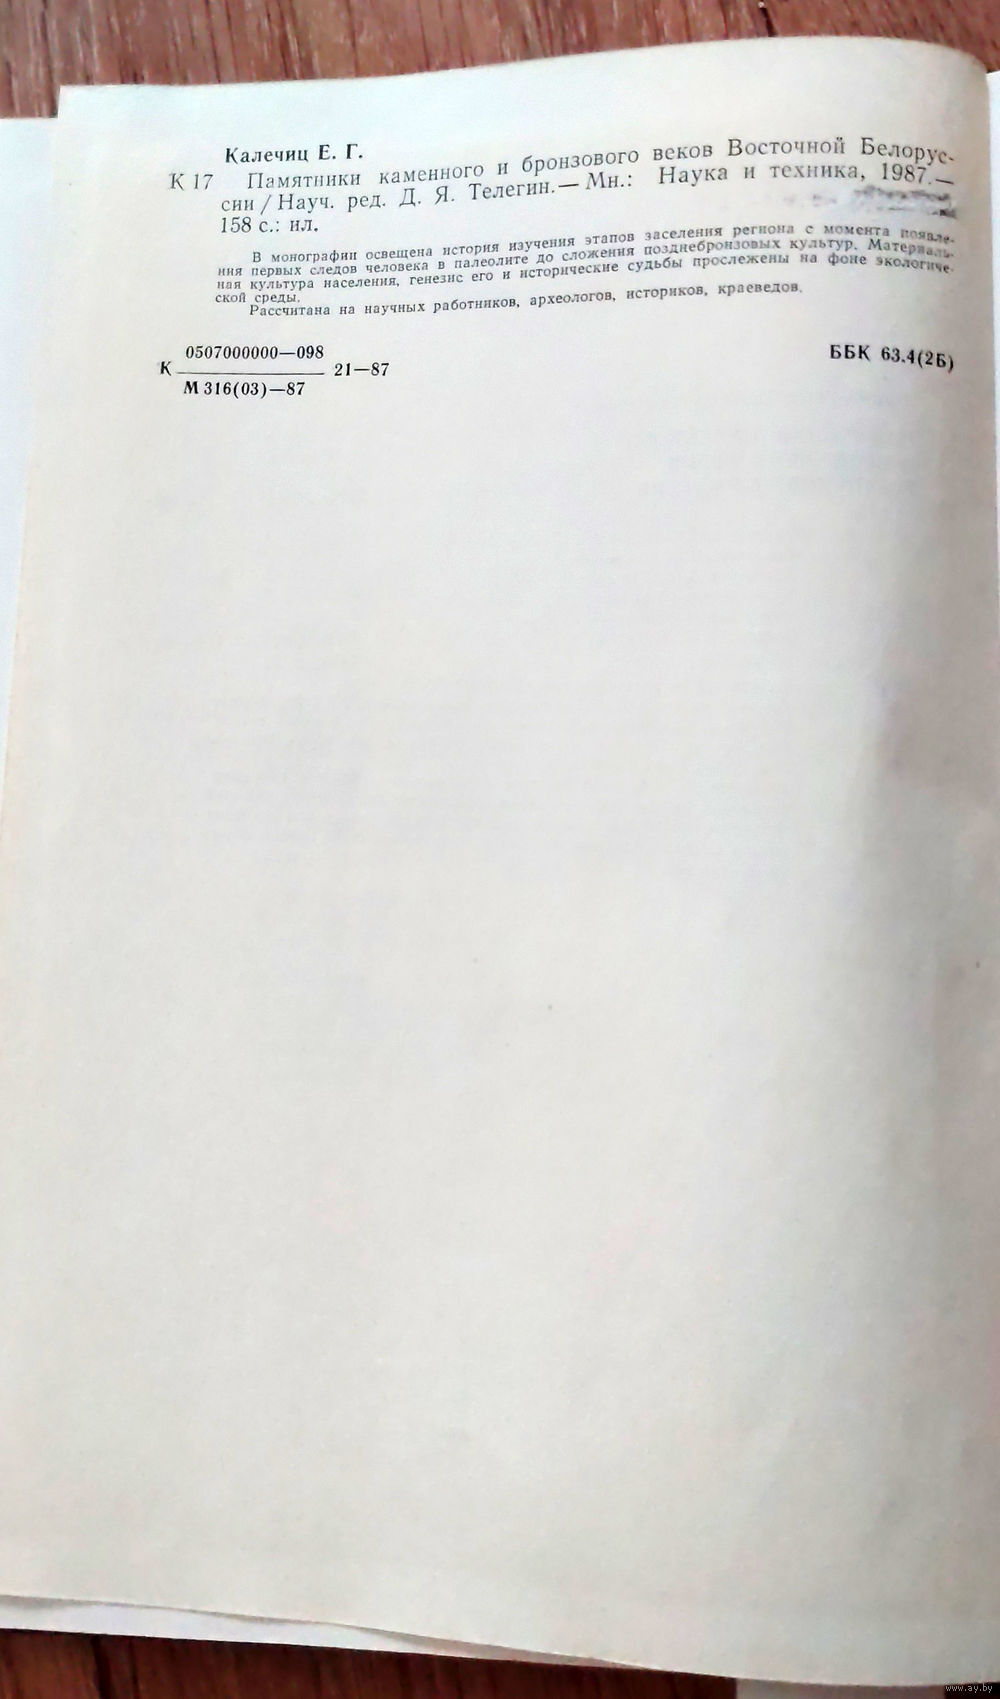 Калечиц Е. Г.
К 17 Памятники каменного и бронзового веков Восточной Белорус-
сии / Науч. ред. Д. Я. Телегин.— Мн.: Наука и техника, 1987.—
158 с.: ил.
В монографии освещена история изучения этапов заселения региона с момента появле-
ния первых следов человека в палеолите до сложения позднебронзовых культур. Материаль-
ная культура населения, генезис его и исторические судьбы прослежены на фоне экологиче-
ской среды.
Рассчитана на научных работников, археологов, историков, краеведов.
0507000000—098
К 21—87
М 316(03)—87
ББК 63.4(2Б)
www.ay.by